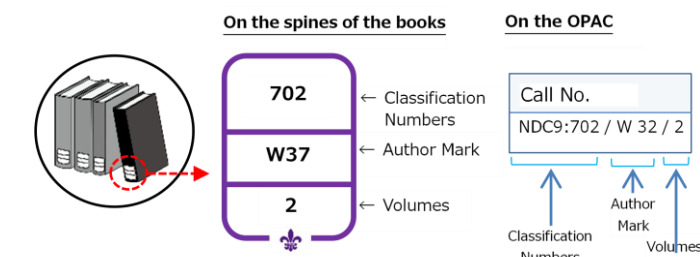 On the spines of the books
702
← Classification
Numbers
W37
← Author Mark
2
← Volumes
On the OPAC
Call No.
NDC9:702 / W 32 / 2
Classification
Numbers
Author
Mark
Volumes